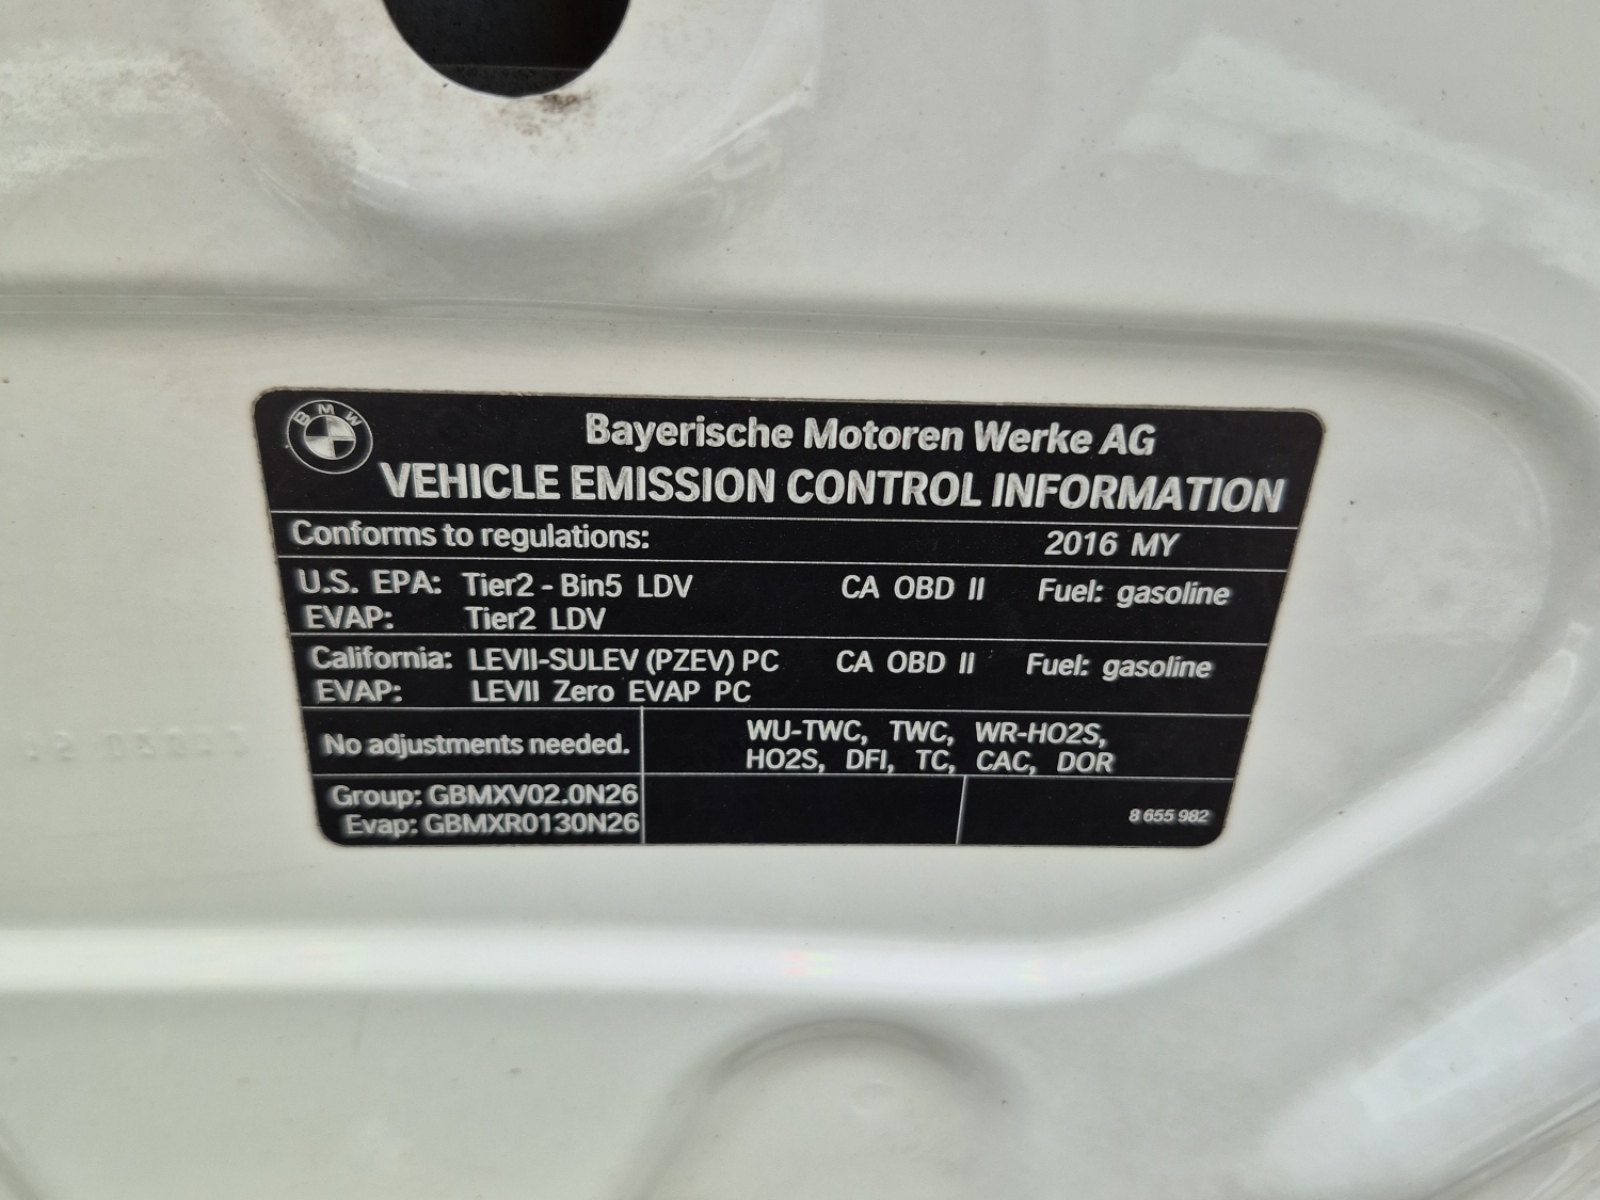 BMW
Bayerische Motoren Werke AG
VEHICLE EMISSION CONTROL INFORMATION
Conforms to regulations: 2016 MY
U.S. EPA: Tier2 - Bin5 LDV CA OBD II Fuel: gasoline
EVAP: Tier2 LDV
California: LEVII-SULEV (PZEV) PC CA OBD II Fuel: gasoline
EVAP: LEVII Zero EVAP PC
No adjustments needed.
WU-TWC, TWC, WR-HO2S,
HO2S, DFI, TC, CAC, DOR
Group: GBMXV02.0N26
Evap: GBMXR0130N26
8 655 982